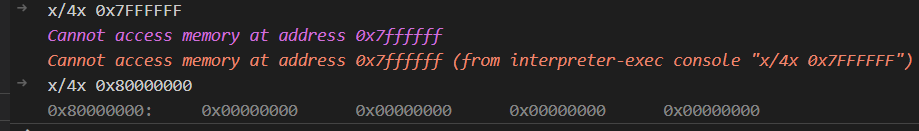 x/4x 0x7FFFFFF
Cannot access memory at address 0x7ffffff
Cannot access memory at address 0x7ffffff (from interpreter-exec console "x/4x 0x7FFFFFF")
x/4x 0x80000000
0x80000000: 0x00000000 0x00000000 0x00000000 0x00000000